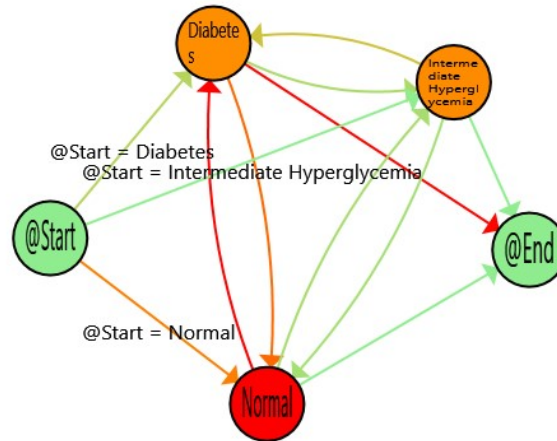 Diabete
s
Interme
diate
Hypergl
ycemia
@Start = Diabetes
@Start = Intermediate Hyperglycemia
@Start
@End
@Start = Normal
Normal